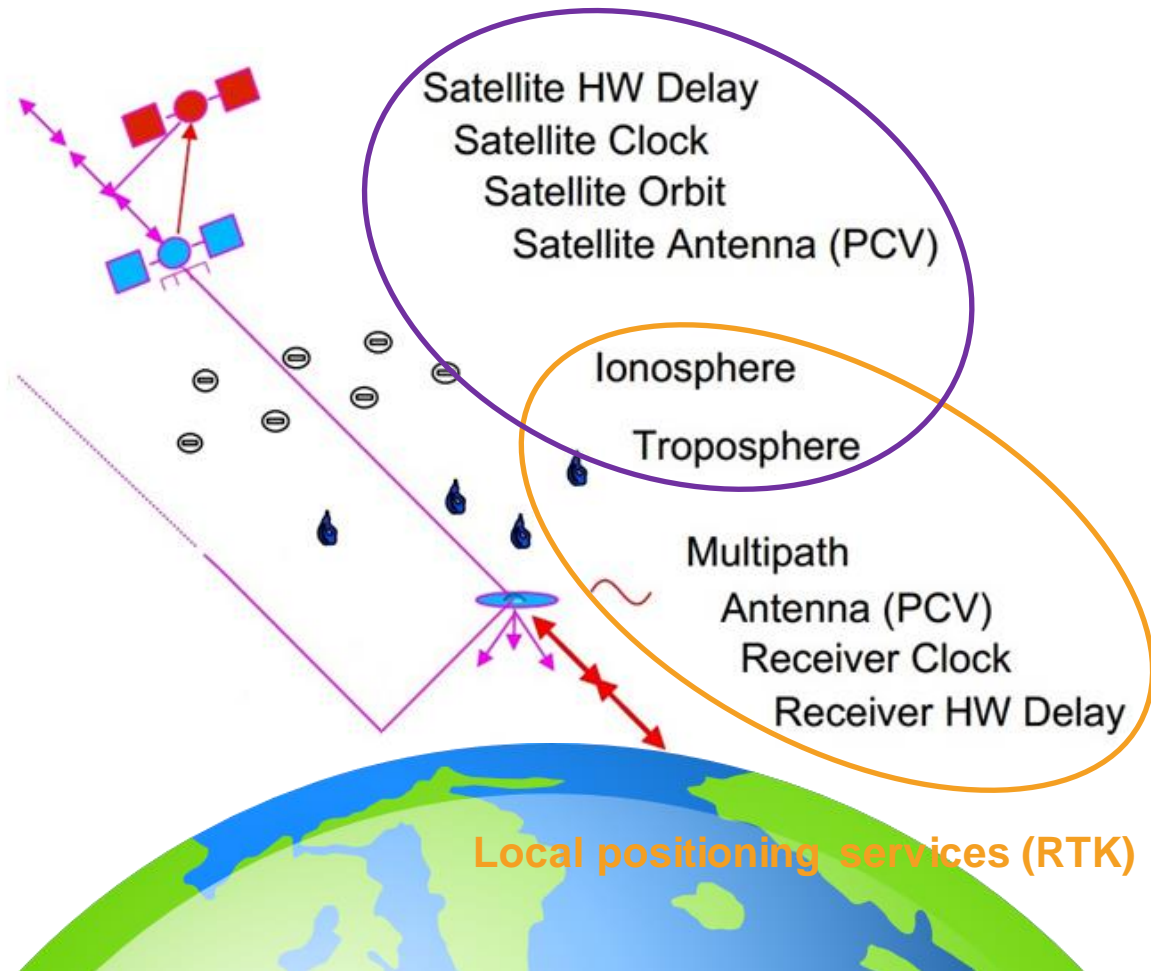 Satellite HW Delay
Satellite Clock
Satellite Orbit
Satellite Antenna (PCV)
Ionosphere
Troposphere
Multipath
Antenna (PCV)
Receiver Clock
Receiver HW Delay
Local positioning services (RTK)